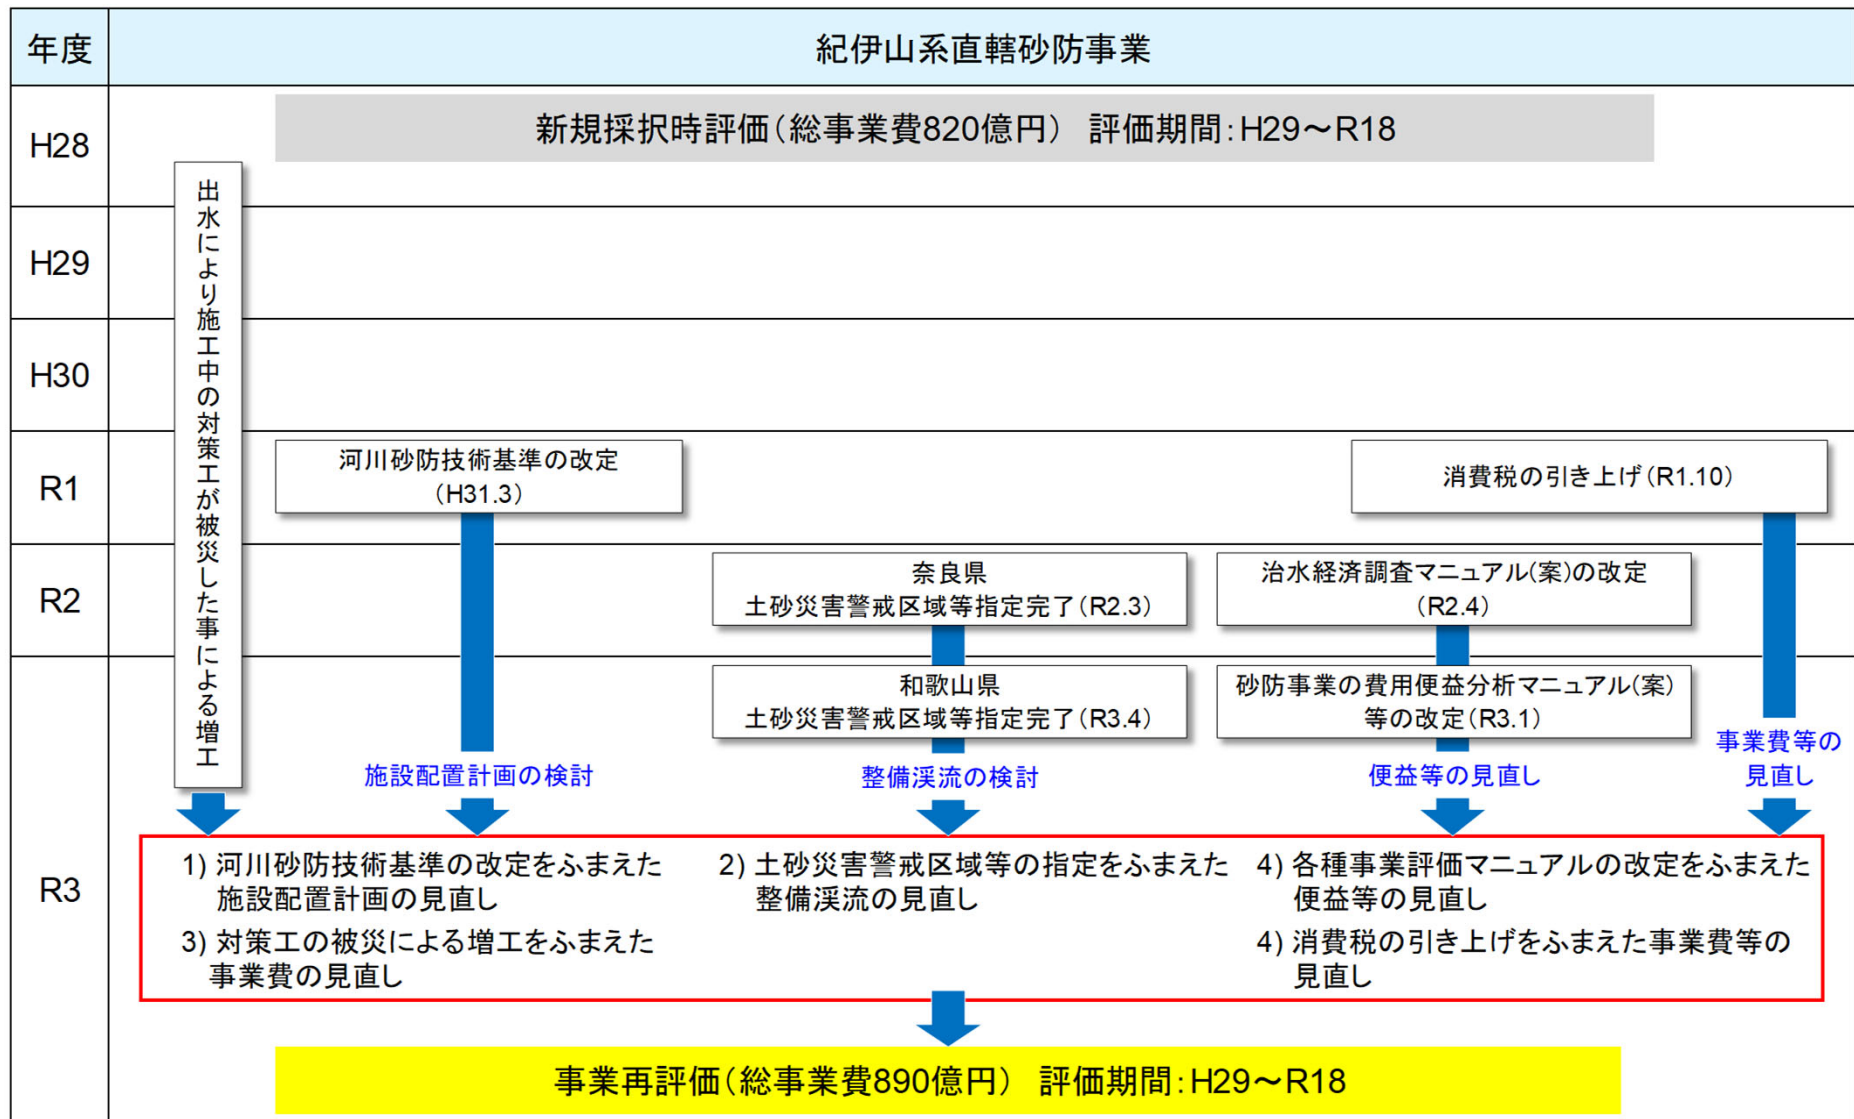 年度
紀伊山系直轄砂防事業
H28
新規採択時評価（総事業費820億円） 評価期間：H29～R18
出水により施工中の対策工が被災した事による増工
H29
H30
R1
河川砂防技術基準の改定
（H31.3）
消費税の引き上げ（R1.10）
R2
奈良県
土砂災害警戒区域等指定完了（R2.3）
治水経済調査マニュアル(案)の改定
（R2.4）
R3
和歌山県
土砂災害警戒区域等指定完了（R3.4）
砂防事業の費用便益分析マニュアル(案)
等の改定（R3.1）
施設配置計画の検討
整備渓流の検討
便益等の見直し
事業費等の
見直し
1) 河川砂防技術基準の改定をふまえた
施設配置計画の見直し
3) 対策工の被災による増工をふまえた
事業費の見直し
2) 土砂災害警戒区域等の指定をふまえた
整備渓流の見直し
4) 各種事業評価マニュアルの改定をふまえた
便益等の見直し
4) 消費税の引き上げをふまえた事業費等の
見直し
事業再評価（総事業費890億円） 評価期間：H29～R18